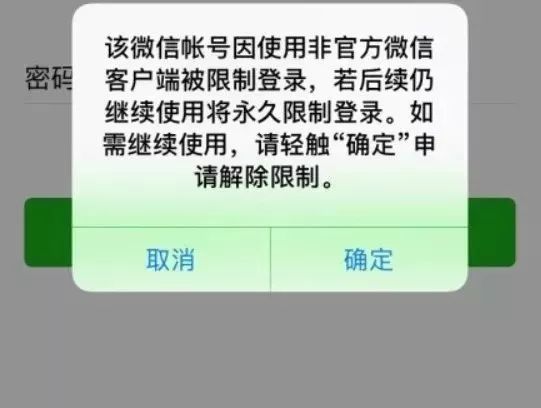 该微信帐号因使用非官方微信
客户端被限制登录，若后续仍
继续使用将永久限制登录。如
需继续使用，请轻触“确定”申
请解除限制。
密码
取消
确定